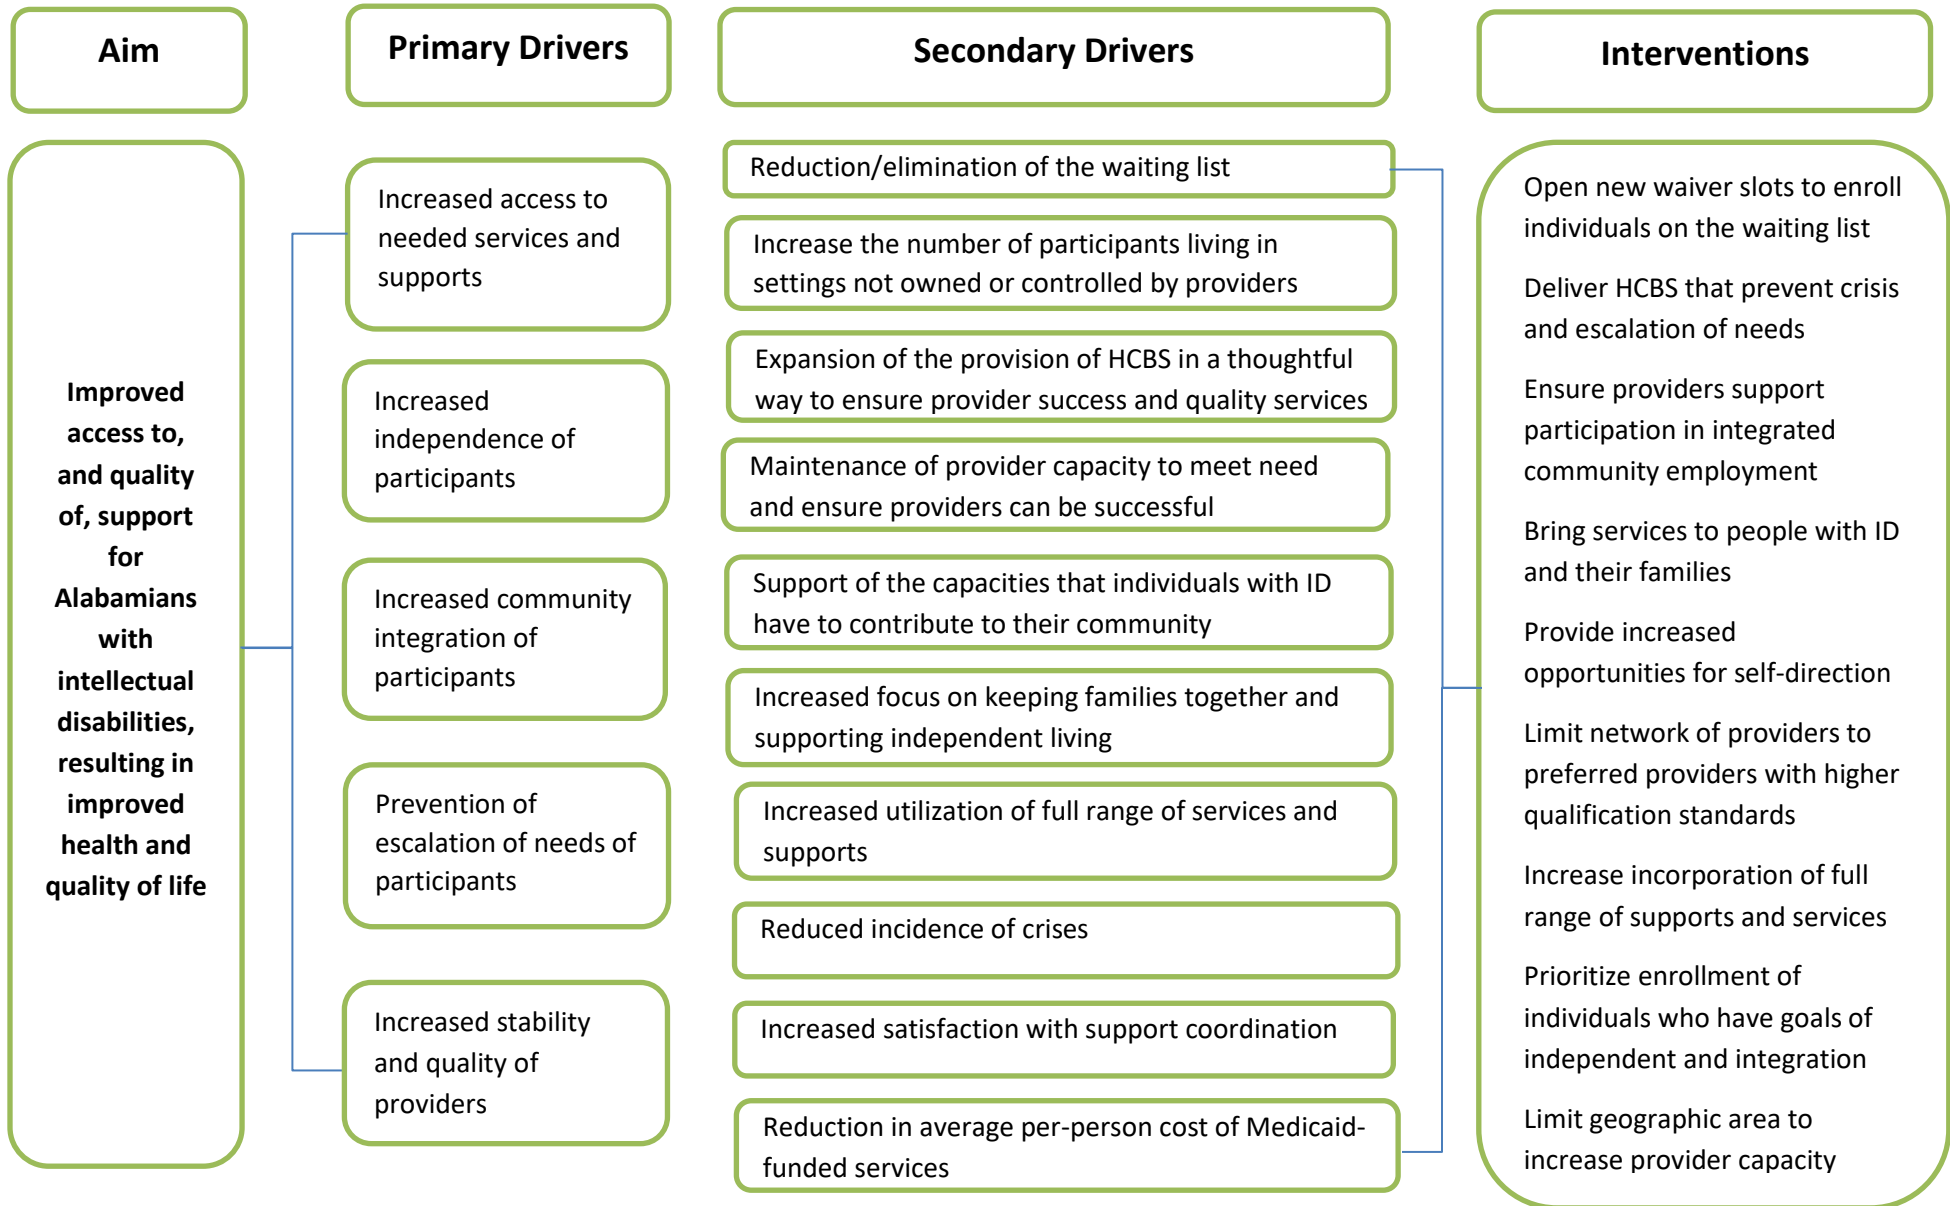 Aim
Primary Drivers
Secondary Drivers
Interventions
Improved
access to,
and quality
of, support
for
Alabamians
with
intellectual
disabilities,
resulting in
improved
health and
quality of life
Increased access to
needed services and
supports
Increased
independence of
participants
Increased community
integration of
participants
Prevention of
escalation of needs of
participants
Increased stability
and quality of
providers
Reduction/elimination of the waiting list
Increase the number of participants living in
settings not owned or controlled by providers
Expansion of the provision of HCBS in a thoughtful
way to ensure provider success and quality services
Maintenance of provider capacity to meet need
and ensure providers can be successful
Support of the capacities that individuals with ID
have to contribute to their community
Increased focus on keeping families together and
supporting independent living
Increased utilization of full range of services and
supports
Reduced incidence of crises
Increased satisfaction with support coordination
Reduction in average per-person cost of Medicaid-
funded services
Open new waiver slots to enroll
individuals on the waiting list
Deliver HCBS that prevent crisis
and escalation of needs
Ensure providers support
participation in integrated
community employment
Bring services to people with ID
and their families
Provide increased
opportunities for self-direction
Limit network of providers to
preferred providers with higher
qualification standards
Increase incorporation of full
range of supports and services
Prioritize enrollment of
individuals who have goals of
independent and integration
Limit geographic area to
increase provider capacity